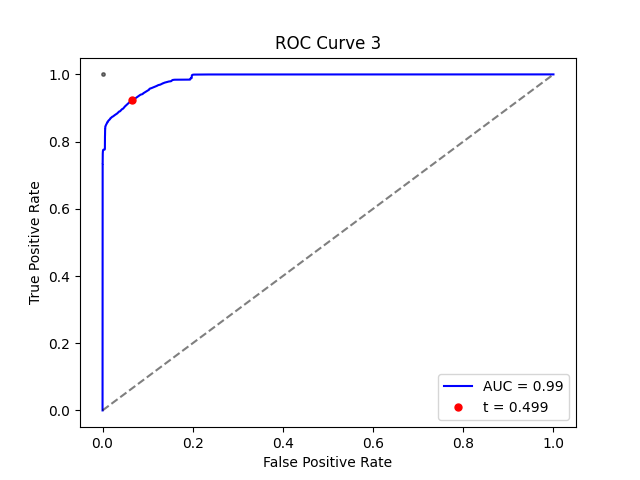 ROC Curve 3
True Positive Rate
1.0
0.8
0.6
0.4
0.2
0.0
AUC = 0.99
t = 0.499
0.0 0.2 0.4 0.6 0.8 1.0
False Positive Rate